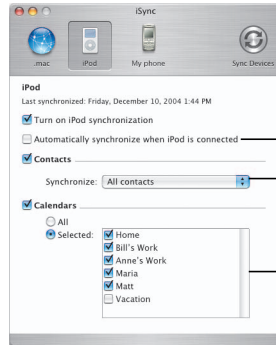 iSync
.mac iPod My phone Sync Devices
iPod
Last synchronized: Friday, December 10, 2004 1:44 PM
Turn on iPod synchronization
Automatically synchronize when iPod is connected
Contacts
Synchronize: All contacts
Calendars
All
Selected: Home
Bill's Work
Anne's Work
Maria
Matt
Vacation